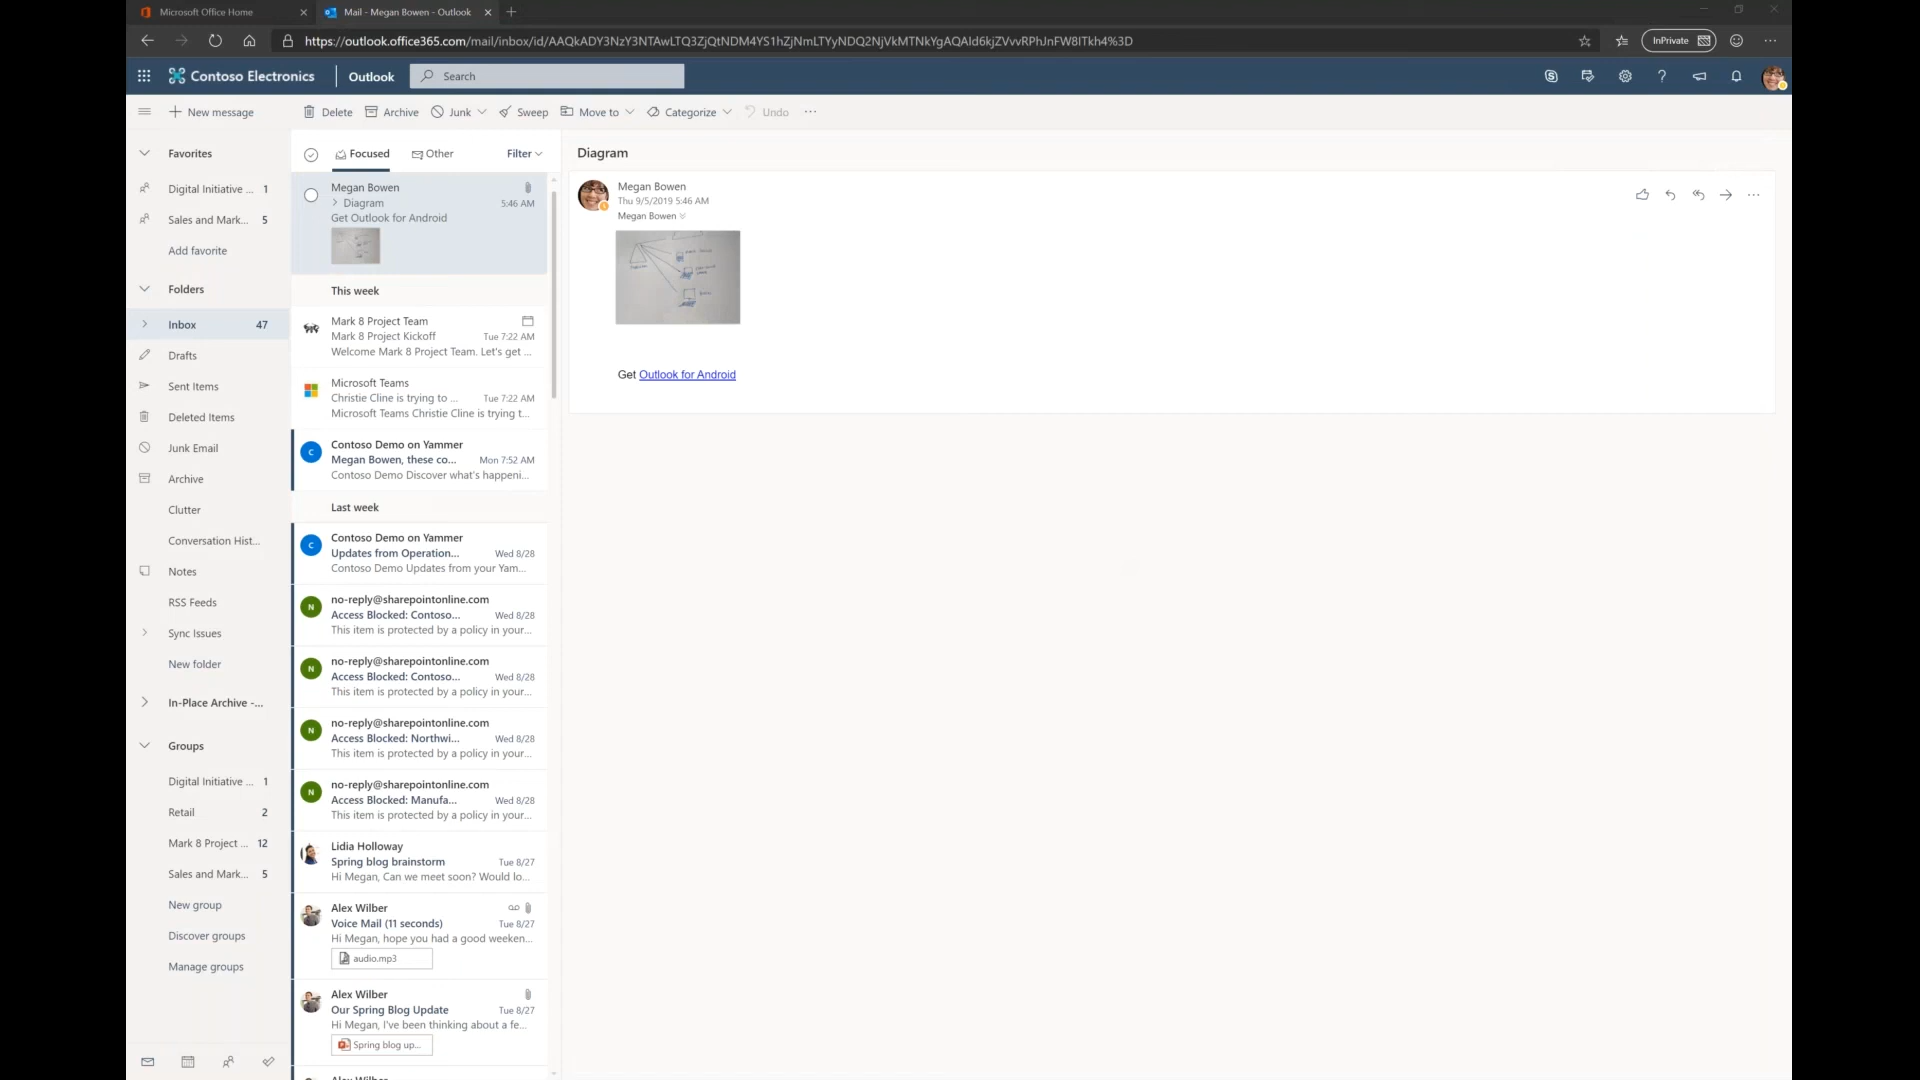 Microsoft Office Home
Mail - Megan Bowen - Outlook
https://outlook.office365.com/mail/inbox/id/
InPrivate
Contoso Electronics
Outlook
Search
New message
Delete
Archive
Junk
Sweep
Move to
Categorize
Undo
Favorites
Digital Initiative ... 1
Sales and Mark... 5
Add favorite
Folders
Inbox 47
Drafts
Sent Items
Deleted Items
Junk Email
Archive
Clutter
Conversation Hist...
Notes
RSS Feeds
Sync Issues
New folder
In-Place Archive -...
Groups
Digital Initiative ... 1
Retail 2
Mark 8 Project ... 12
Sales and Mark... 5
New group
Discover groups
Manage groups
Focused
Other
Filter
Megan Bowen
Diagram 5:46 AM
Get Outlook for Android
This week
Mark 8 Project Team
Mark 8 Project Kickoff Tue 7:22 AM
Welcome Mark 8 Project Team. Let's get ...
Microsoft Teams
Christie Cline is trying to ... Tue 7:22 AM
Microsoft Teams Christie Cline is trying t...
C
Contoso Demo on Yammer
Megan Bowen, these co... Mon 7:52 AM
Contoso Demo Discover what's happeni...
Last week
C
Contoso Demo on Yammer
Updates from Operation... Wed 8/28
Contoso Demo Updates from your Yam...
N
no-reply@sharepointonline.com
Access Blocked: Contoso... Wed 8/28
This item is protected by a policy in your...
N
no-reply@sharepointonline.com
Access Blocked: Contoso... Wed 8/28
This item is protected by a policy in your...
N
no-reply@sharepointonline.com
Access Blocked: Northwi... Wed 8/28
This item is protected by a policy in your...
N
no-reply@sharepointonline.com
Access Blocked: Manufa... Wed 8/28
This item is protected by a policy in your...
Lidia Holloway
Spring blog brainstorm Tue 8/27
Hi Megan, Can we meet soon? Would lo...
Alex Wilber
Voice Mail (11 seconds) Tue 8/27
Hi Megan, hope you had a good weeken...
audio.mp3
Alex Wilber
Our Spring Blog Update Tue 8/27
Hi Megan, I've been thinking about a fe...
Spring blog up...
Alex Wilber
Diagram
Megan Bowen
Thu 9/5/2019 5:46 AM
Megan Bowen
Get Outlook for Android